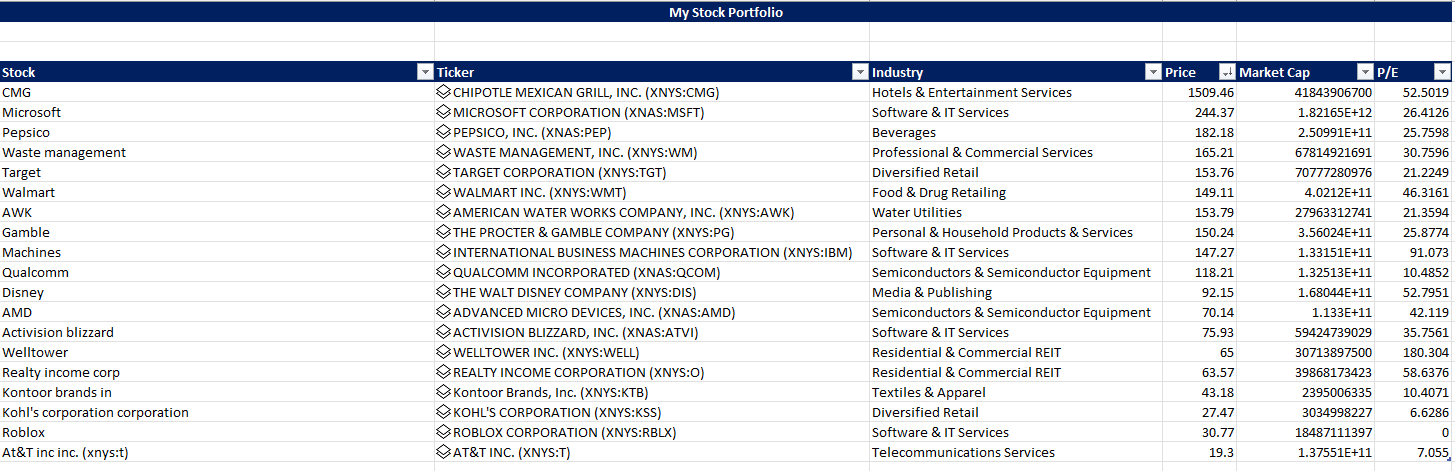 My Stock Portfolio
Stock Ticker Industry Price Market Cap P/E
CMG CHIPOTLE MEXICAN GRILL, INC. (XNYS:CMG) Hotels & Entertainment Services 1509.46 41843906700 52.5019
Microsoft MICROSOFT CORPORATION (XNAS:MSFT) Software & IT Services 244.37 1.82165E+12 26.4126
Pepsico PEPSICO, INC. (XNAS:PEP) Beverages 182.18 2.50991E+11 25.7598
Waste management WASTE MANAGEMENT, INC. (XNYS:WM) Professional & Commercial Services 165.21 67814921691 30.7596
Target TARGET CORPORATION (XNYS:TGT) Diversified Retail 153.76 70777280976 21.2249
Walmart WALMART INC. (XNYS:WMT) Food & Drug Retailing 149.11 4.0212E+11 46.3161
AWK AMERICAN WATER WORKS COMPANY, INC. (XNYS:AWK) Water Utilities 153.79 27963312741 21.3594
Gamble THE PROCTER & GAMBLE COMPANY (XNYS:PG) Personal & Household Products & Services 150.24 3.56024E+11 25.8774
Machines INTERNATIONAL BUSINESS MACHINES CORPORATION (XNYS:IBM) Software & IT Services 147.27 1.33151E+11 91.073
Qualcomm QUALCOMM INCORPORATED (XNAS:QCOM) Semiconductors & Semiconductor Equipment 118.21 1.32513E+11 10.4852
Disney THE WALT DISNEY COMPANY (XNYS:DIS) Media & Publishing 92.15 1.68044E+11 52.7951
AMD ADVANCED MICRO DEVICES, INC. (XNAS:AMD) Semiconductors & Semiconductor Equipment 70.14 1.133E+11 42.119
Activision blizzard ACTIVISION BLIZZARD, INC. (XNAS:ATVI) Software & IT Services 75.93 59424739029 35.7561
Welltower WELLTOWER INC. (XNYS:WELL) Residential & Commercial REIT 65 30713897500 180.304
Realty income corp REALTY INCOME CORPORATION (XNYS:O) Residential & Commercial REIT 63.57 39868173423 58.6376
Kontoor brands in Kontoor Brands, Inc. (XNYS:KTB) Textiles & Apparel 43.18 2395006335 10.4071
Kohl's corporation corporation KOHL'S CORPORATION (XNYS:KSS) Diversified Retail 27.47 3034998227 6.6286
Roblox ROBLOX CORPORATION (XNYS:RBLX) Software & IT Services 30.77 18487111397 0
At&T inc inc. (xnys:t) AT&T INC. (XNYS:T) Telecommunications Services 19.3 1.37551E+11 7.055